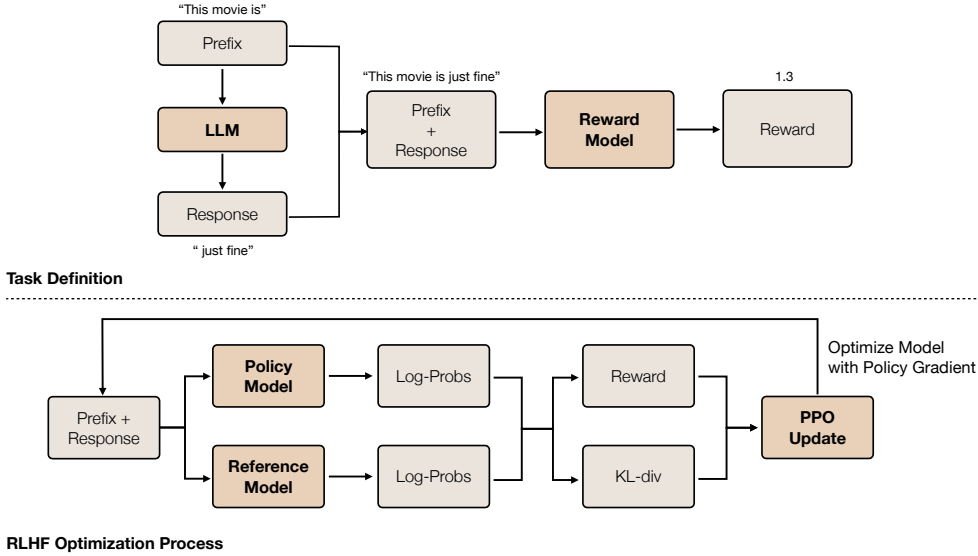 “This movie is”
Prefix
LLM
Response
“ just fine”
“This movie is just fine”
Prefix
+
Response
Reward
Model
1.3
Reward
Task Definition
Optimize Model
with Policy Gradient
Prefix +
Response
Policy
Model
Log-Probs
Reward
Reference
Model
Log-Probs
KL-div
PPO
Update
RLHF Optimization Process